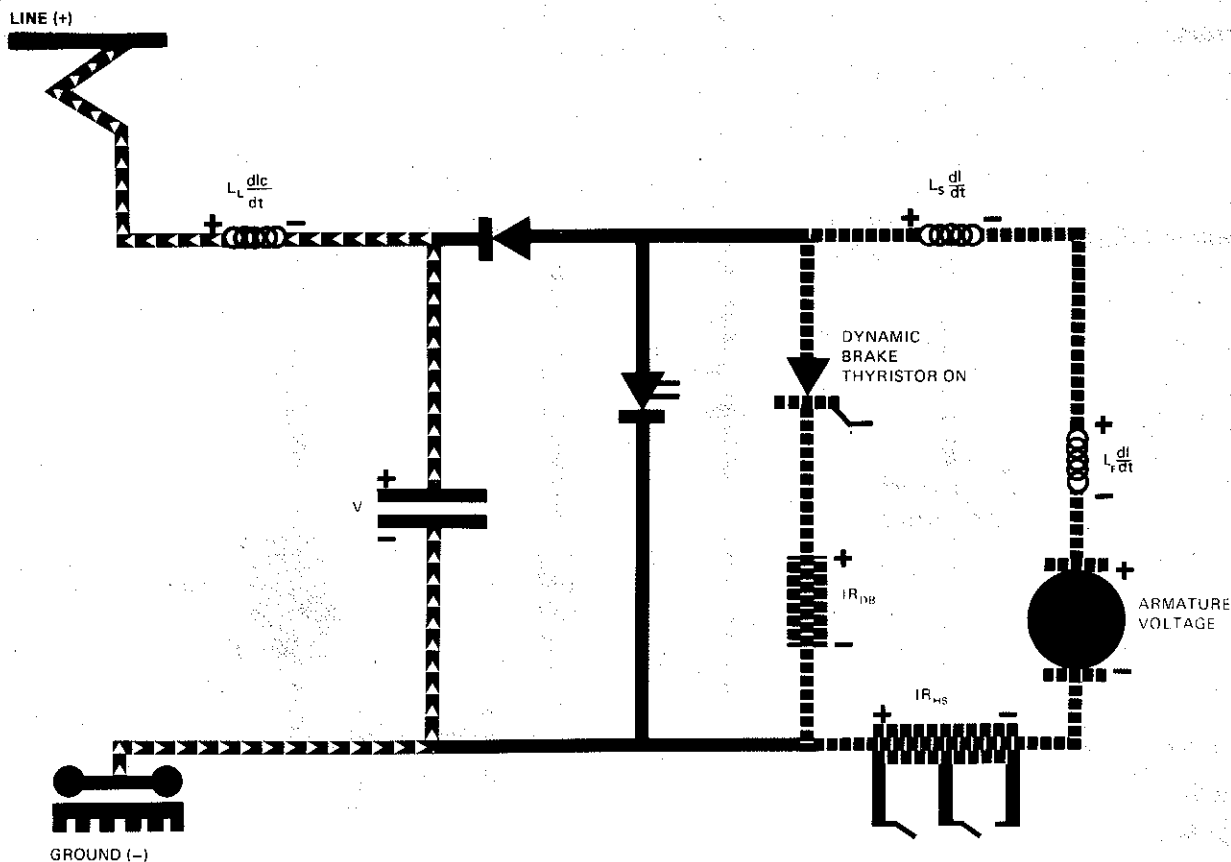 LINE (+)
L_L dIc/dt
+ −
L_S dI/dt
+ −
DYNAMIC
BRAKE
THYRISTOR ON
+
L_F dI/dt
−
+
V
−
+
IR_DB
−
+
ARMATURE
VOLTAGE
−
IR_HS
+ −
GROUND (−)